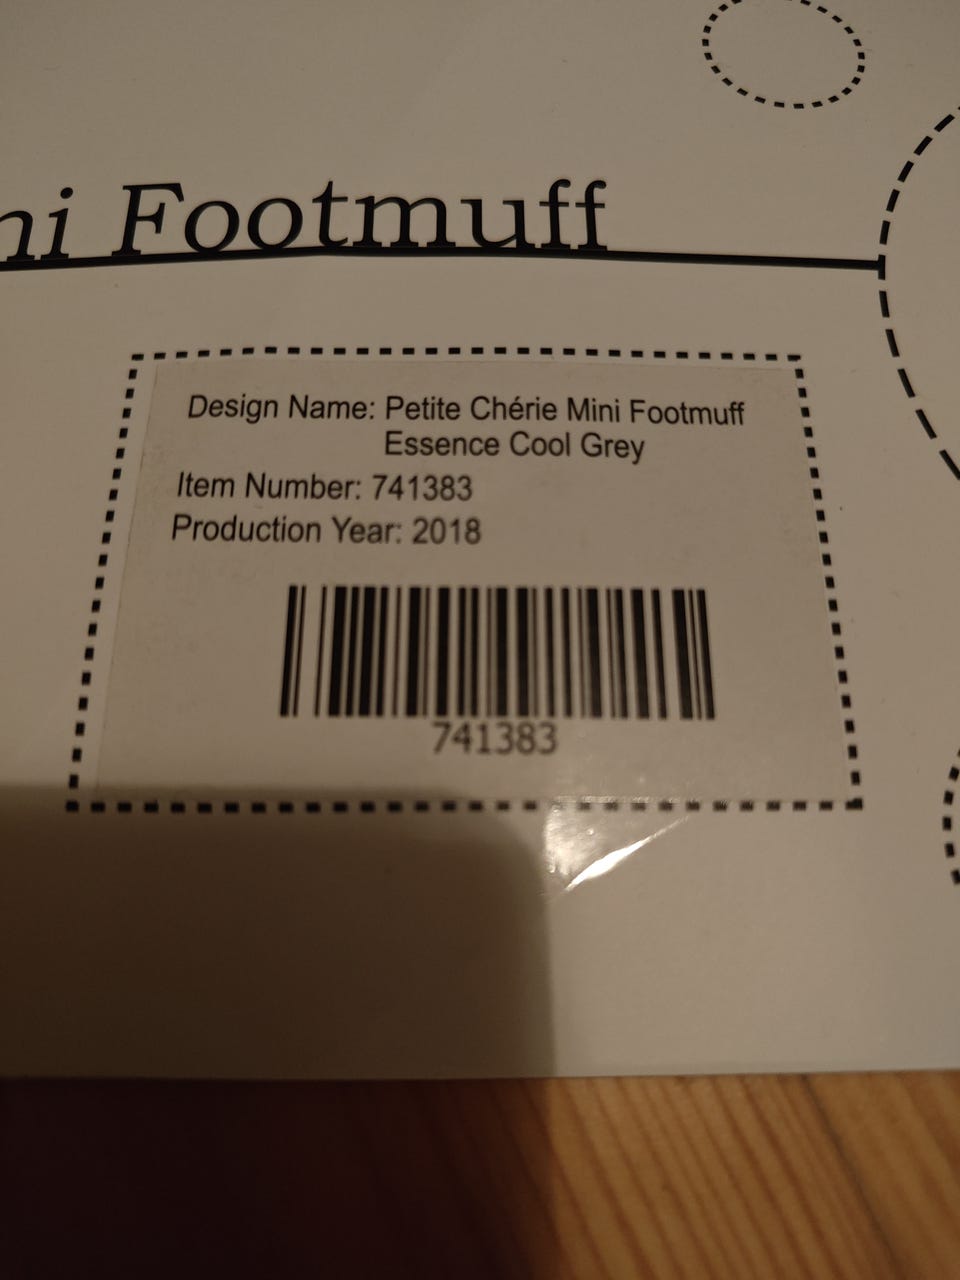 ni Footmuff
Design Name: Petite Chérie Mini Footmuff
Essence Cool Grey
Item Number: 741383
Production Year: 2018
741383